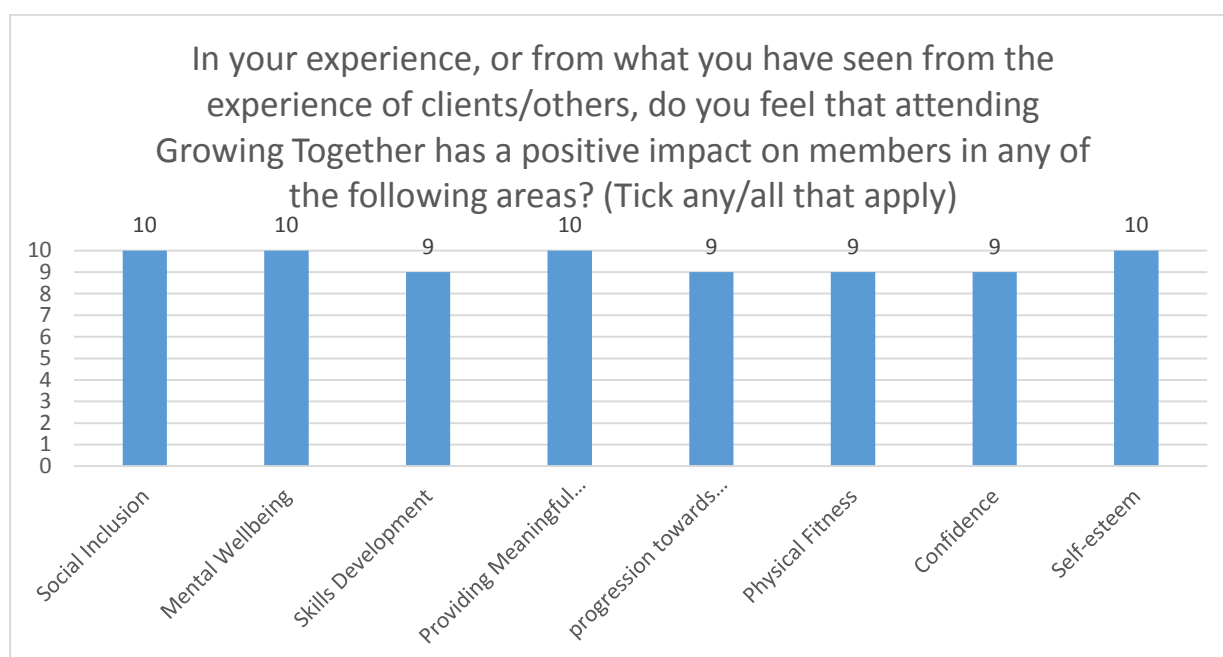 In your experience, or from what you have seen from the
experience of clients/others, do you feel that attending
Growing Together has a positive impact on members in any of
the following areas? (Tick any/all that apply)
10 10 9 10 9 9 9 10
10
9
8
7
6
5
4
3
2
1
0
Social Inclusion
Mental Wellbeing
Skills Development
Providing Meaningful...
progression towards...
Physical Fitness
Confidence
Self-esteem